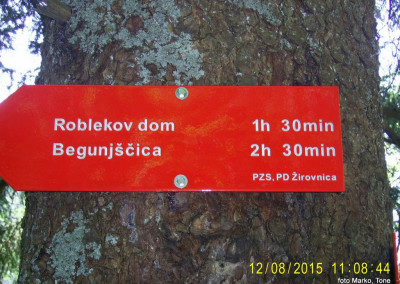 Roblekov dom 1h 30min
Begunjščica 2h 30min
PZS, PD Žirovnica
12/08/2015 11:08:44
foto Marko, Tone